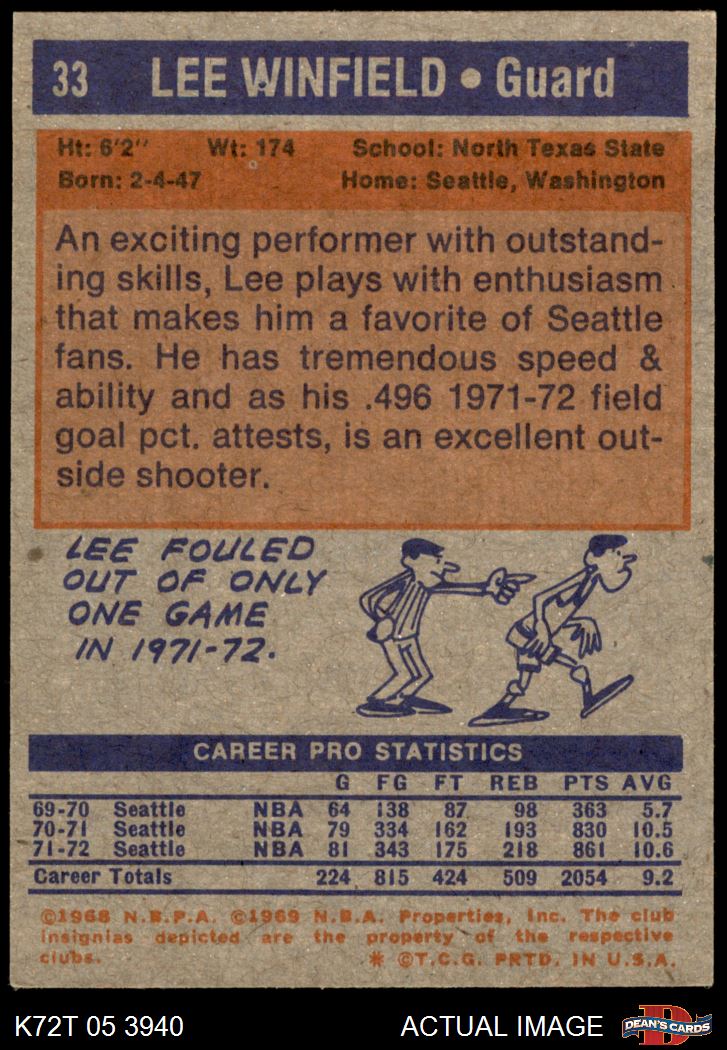 33 LEE WINFIELD • Guard
Ht: 6'2" Wt: 174 School: North Texas State
Born: 2-4-47 Home: Seattle, Washington
An exciting performer with outstand-
ing skills, Lee plays with enthusiasm
that makes him a favorite of Seattle
fans. He has tremendous speed &
ability and as his .496 1971-72 field
goal pct. attests, is an excellent out-
side shooter.
LEE FOULED
OUT OF ONLY
ONE GAME
IN 1971-72.
CAREER PRO STATISTICS
G FG FT REB PTS AVG
69-70 Seattle NBA 64 138 87 98 363 5.7
70-71 Seattle NBA 79 334 162 193 830 10.5
71-72 Seattle NBA 81 343 175 218 861 10.6
Career Totals 224 815 424 509 2054 9.2
©1968 N.B.P.A. ©1969 N.B.A. Properties, Inc. The club
insignias depicted are the property of the respective
clubs. * ©T.C.G. PRTD. IN U.S.A.
K72T 05 3940 ACTUAL IMAGE D DEAN'S CARDS